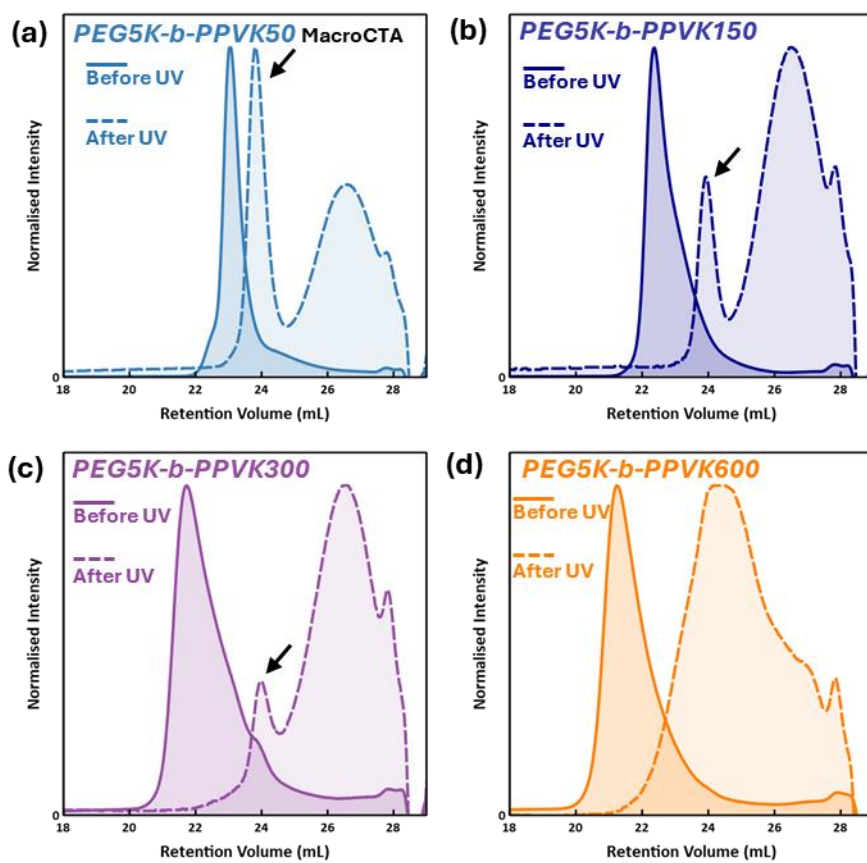 (a)
PEG5K-b-PPVK50
MacroCTA
Before UV
After UV
Normalised Intensity
0
18 20 22 24 26 28
Retention Volume (mL)
(b)
PEG5K-b-PPVK150
Before UV
After UV
Normalised Intensity
0
18 20 22 24 26 28
Retention Volume (mL)
(c)
PEG5K-b-PPVK300
Before UV
After UV
Normalised Intensity
0
18 20 22 24 26 28
Retention Volume (mL)
(d)
PEG5K-b-PPVK600
Before UV
After UV
Normalised Intensity
0
18 20 22 24 26 28
Retention Volume (mL)